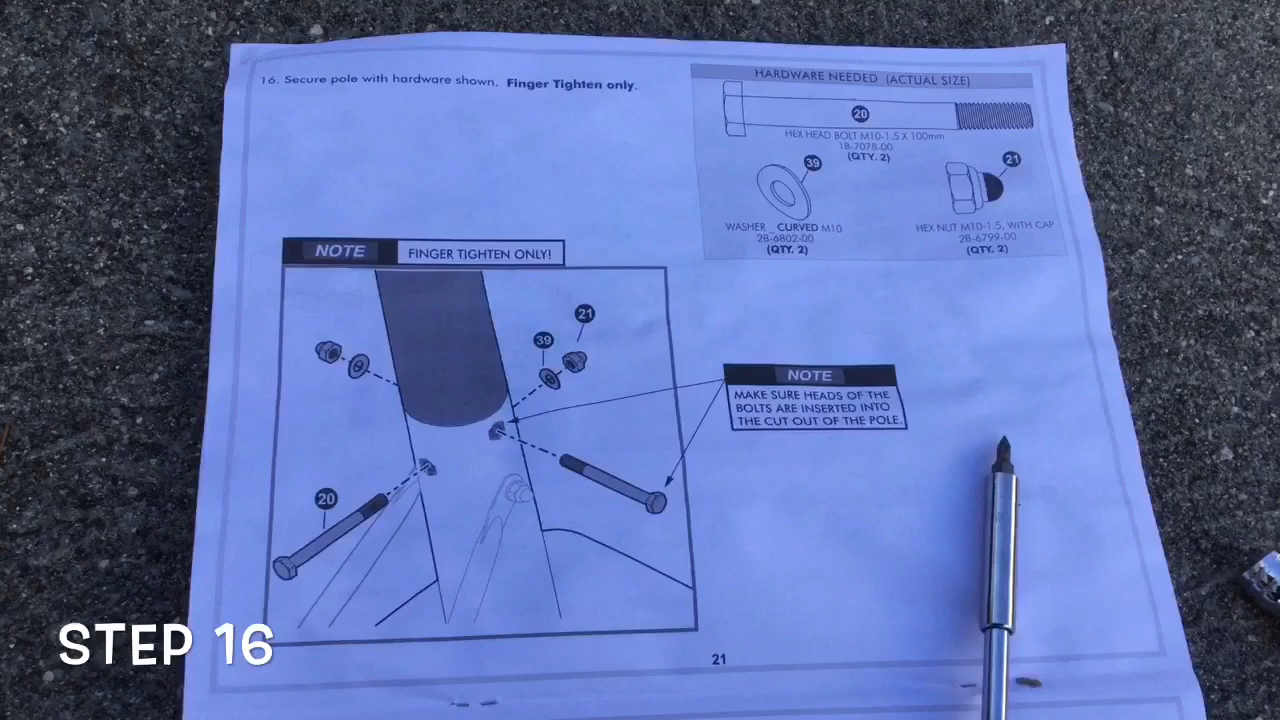 16. Secure pole with hardware shown. Finger Tighten only.
HARDWARE NEEDED (ACTUAL SIZE)
20
HEX HEAD BOLT M10-1.5 X 100mm
1B-7078-00
(QTY. 2)
39
21
WASHER CURVED M10
2B-6802-00
(QTY. 2)
HEX NUT M10-1.5, WITH CAP
2B-6799-00
(QTY. 2)
NOTE
FINGER TIGHTEN ONLY!
21
39
20
NOTE
MAKE SURE HEADS OF THE
BOLTS ARE INSERTED INTO
THE CUT OUT OF THE POLE.
21
STEP 16